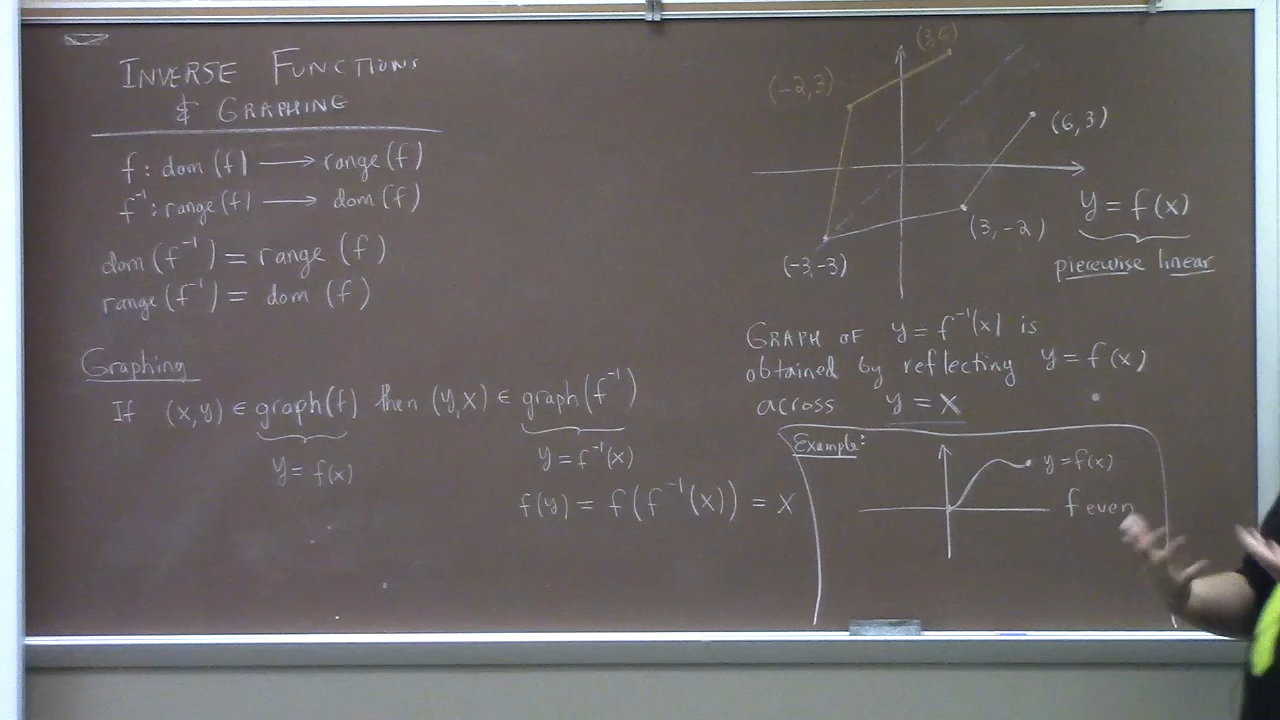 INVERSE FUNCTIONS
& GRAPHING
f: dom(f) ⟶ range(f)
f⁻¹: range(f) ⟶ dom(f)
dom(f⁻¹) = range(f)
range(f⁻¹) = dom(f)
Graphing
If (x,y) ∈ graph(f) then (y,x) ∈ graph(f⁻¹)
y = f(x)
y = f⁻¹(x)
f(y) = f(f⁻¹(x)) = x
(3,6)
(-2,3)
(6,3)
(3,-2)
(-3,-3)
y = f(x)
piecewise linear
GRAPH OF y = f⁻¹(x) is
obtained by reflecting y = f(x)
across y = x
Example:
y = f(x)
f even